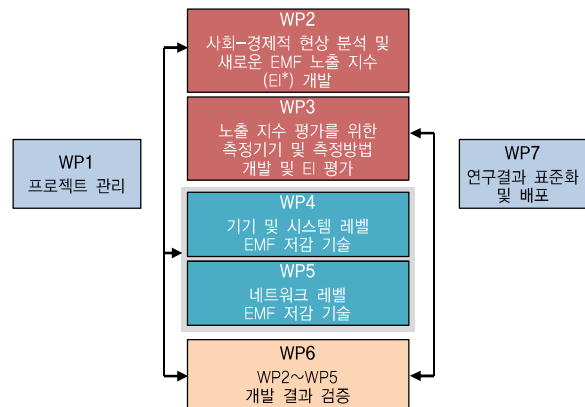 WP2
사회-경제적 현상 분석 및
새로운 EMF 노출 지수
(EI*) 개발
WP3
노출 지수 평가를 위한
측정기기 및 측정방법
개발 및 EI 평가
WP1
프로젝트 관리
WP7
연구결과 표준화
및 배포
WP4
기기 및 시스템 레벨
EMF 저감 기술
WP5
네트워크 레벨
EMF 저감 기술
WP6
WP2～WP5
개발 결과 검증